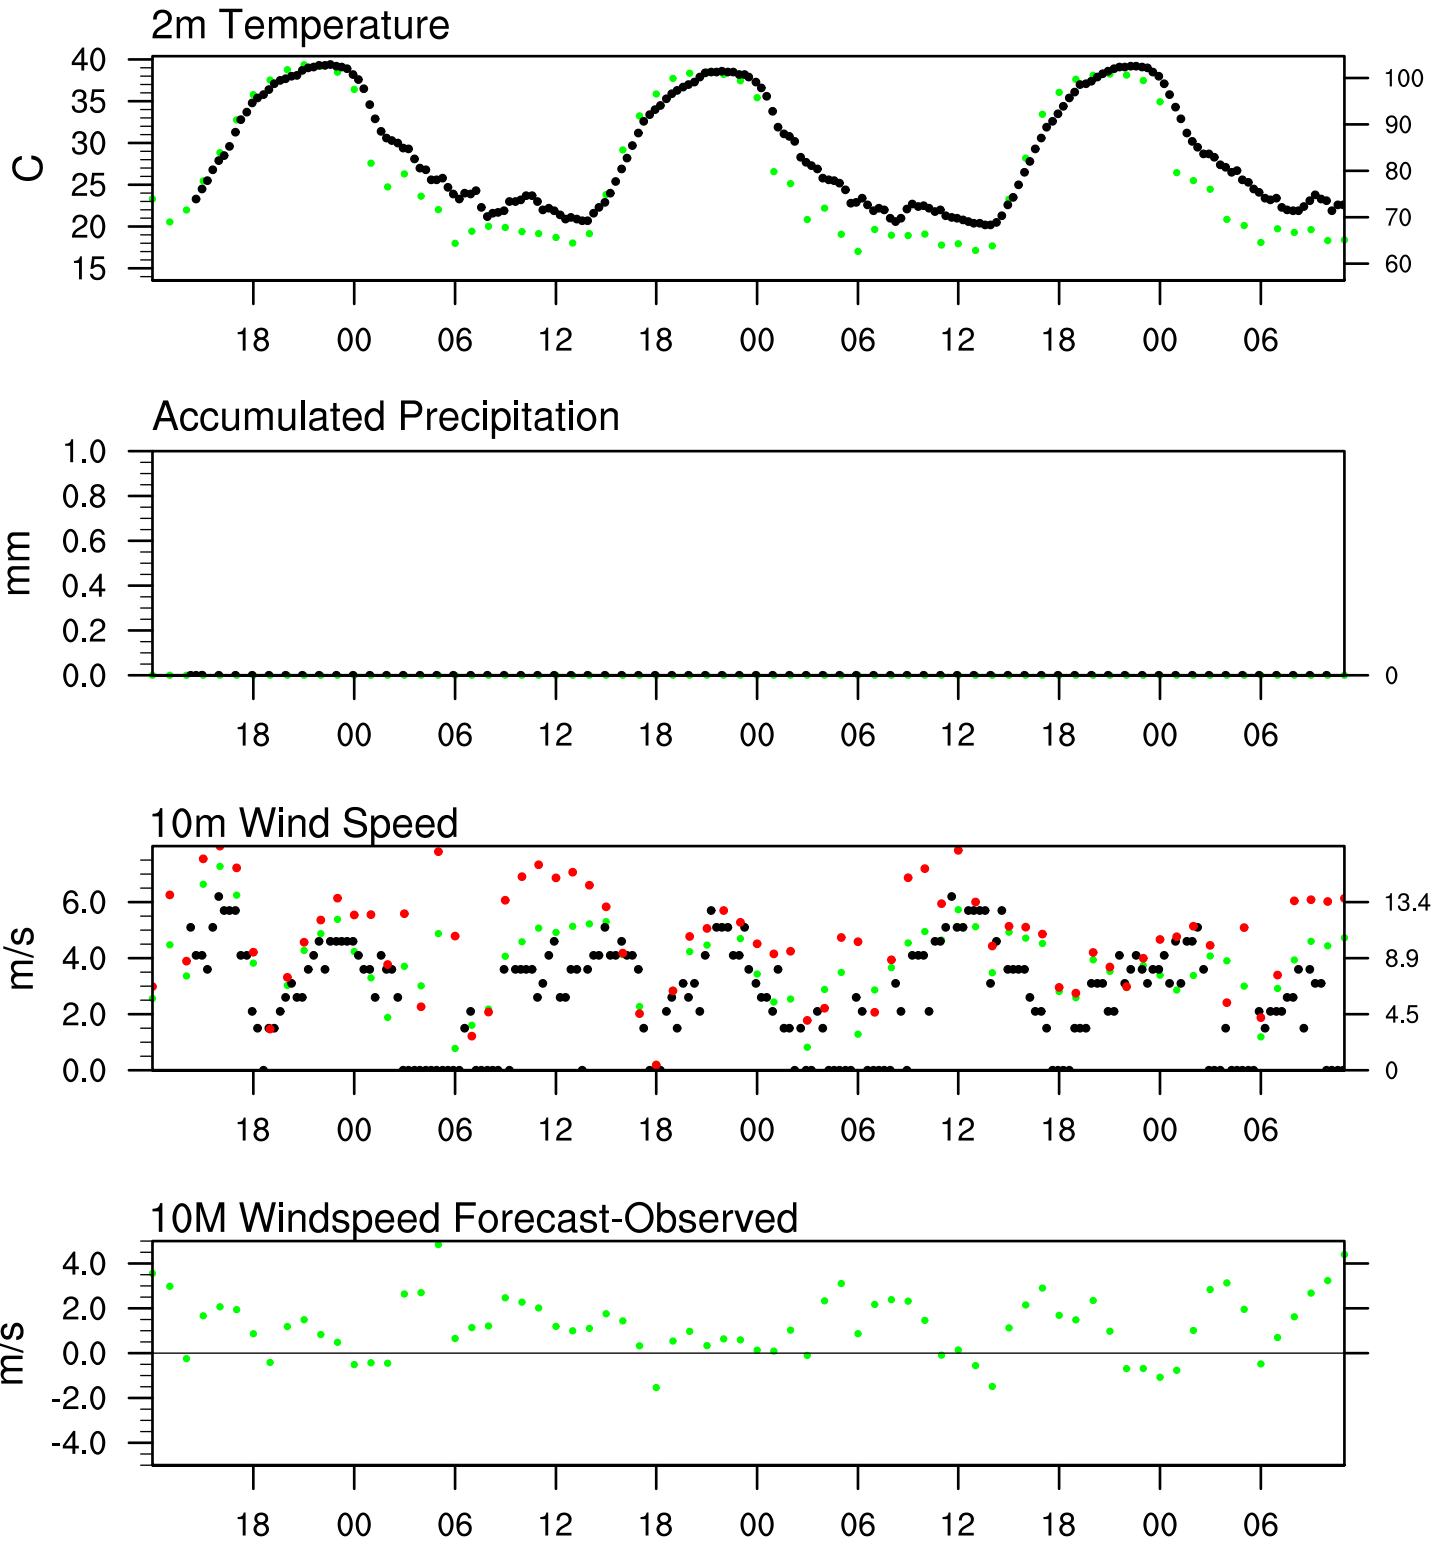 2m Temperature
40
35
30
25
20
15
C
100
90
80
70
60
18 00 06 12 18 00 06 12 18 00 06
Accumulated Precipitation
1.0
0.8
0.6
0.4
0.2
0.0
mm
0
18 00 06 12 18 00 06 12 18 00 06
10m Wind Speed
6.0
4.0
2.0
0.0
m/s
13.4
8.9
4.5
0
18 00 06 12 18 00 06 12 18 00 06
10M Windspeed Forecast-Observed
4.0
2.0
0.0
-2.0
-4.0
m/s
18 00 06 12 18 00 06 12 18 00 06